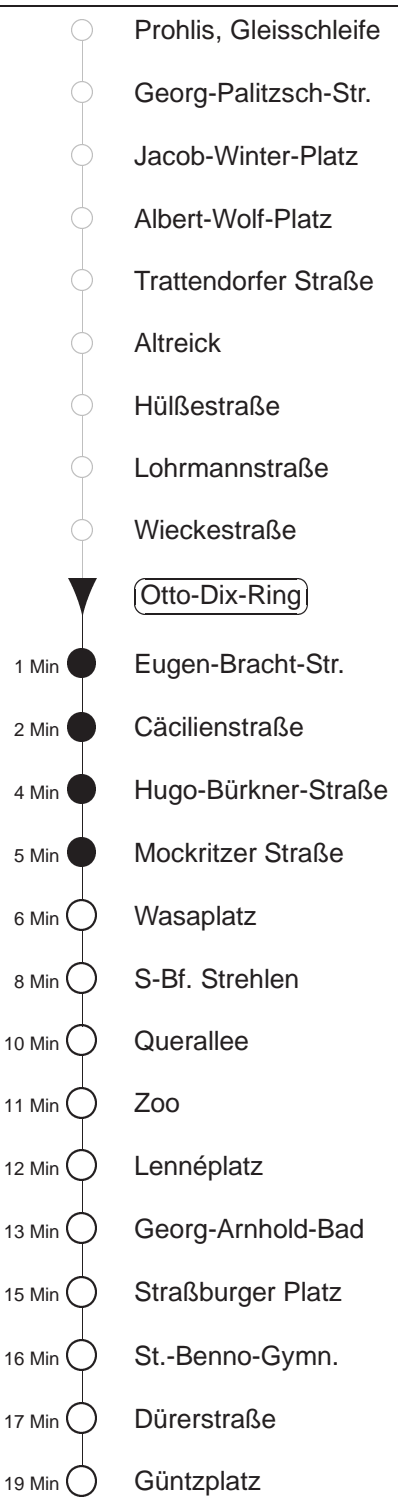 Prohlis, Gleisschleife
Georg-Palitzsch-Str.
Jacob-Winter-Platz
Albert-Wolf-Platz
Trattendorfer Straße
Altreick
Hülßestraße
Lohrmannstraße
Wieckestraße
Otto-Dix-Ring
1 Min Eugen-Bracht-Str.
2 Min Cäcilienstraße
4 Min Hugo-Bürkner-Straße
5 Min Mockritzer Straße
6 Min Wasaplatz
8 Min S-Bf. Strehlen
10 Min Querallee
11 Min Zoo
12 Min Lennéplatz
13 Min Georg-Arnhold-Bad
15 Min Straßburger Platz
16 Min St.-Benno-Gymn.
17 Min Dürerstraße
19 Min Güntzplatz